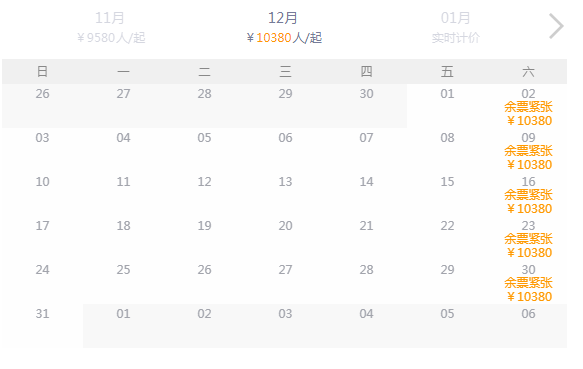 11月 12月 01月
￥9580人/起 ￥10380人/起 实时计价
日 一 二 三 四 五 六
26 27 28 29 30 01 02
余票紧张
￥10380
03 04 05 06 07 08 09
余票紧张
￥10380
10 11 12 13 14 15 16
余票紧张
￥10380
17 18 19 20 21 22 23
余票紧张
￥10380
24 25 26 27 28 29 30
余票紧张
￥10380
31 01 02 03 04 05 06